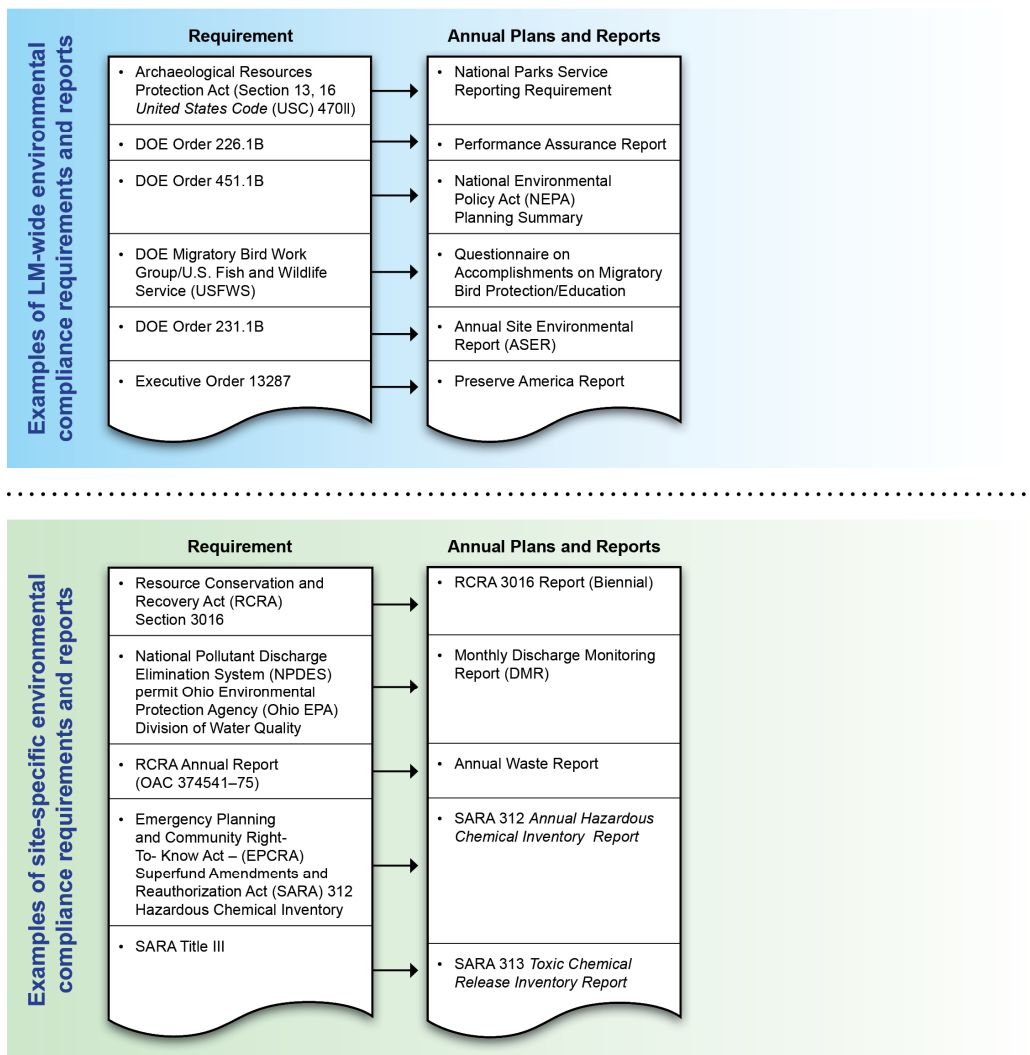 Examples of LM-wide environmental
compliance requirements and reports
Requirement
• Archaeological Resources
Protection Act (Section 13, 16
United States Code (USC) 470ll)
• DOE Order 226.1B
• DOE Order 451.1B
• DOE Migratory Bird Work
Group/U.S. Fish and Wildlife
Service (USFWS)
• DOE Order 231.1B
• Executive Order 13287
Annual Plans and Reports
• National Parks Service
Reporting Requirement
• Performance Assurance Report
• National Environmental
Policy Act (NEPA)
Planning Summary
• Questionnaire on
Accomplishments on Migratory
Bird Protection/Education
• Annual Site Environmental
Report (ASER)
• Preserve America Report
Examples of site-specific environmental
compliance requirements and reports
Requirement
• Resource Conservation and
Recovery Act (RCRA)
Section 3016
• National Pollutant Discharge
Elimination System (NPDES)
permit Ohio Environmental
Protection Agency (Ohio EPA)
Division of Water Quality
• RCRA Annual Report
(OAC 374541–75)
• Emergency Planning
and Community Right-
To- Know Act – (EPCRA)
Superfund Amendments and
Reauthorization Act (SARA) 312
Hazardous Chemical Inventory
• SARA Title III
Annual Plans and Reports
• RCRA 3016 Report (Biennial)
• Monthly Discharge Monitoring
Report (DMR)
• Annual Waste Report
• SARA 312 Annual Hazardous
Chemical Inventory Report
• SARA 313 Toxic Chemical
Release Inventory Report